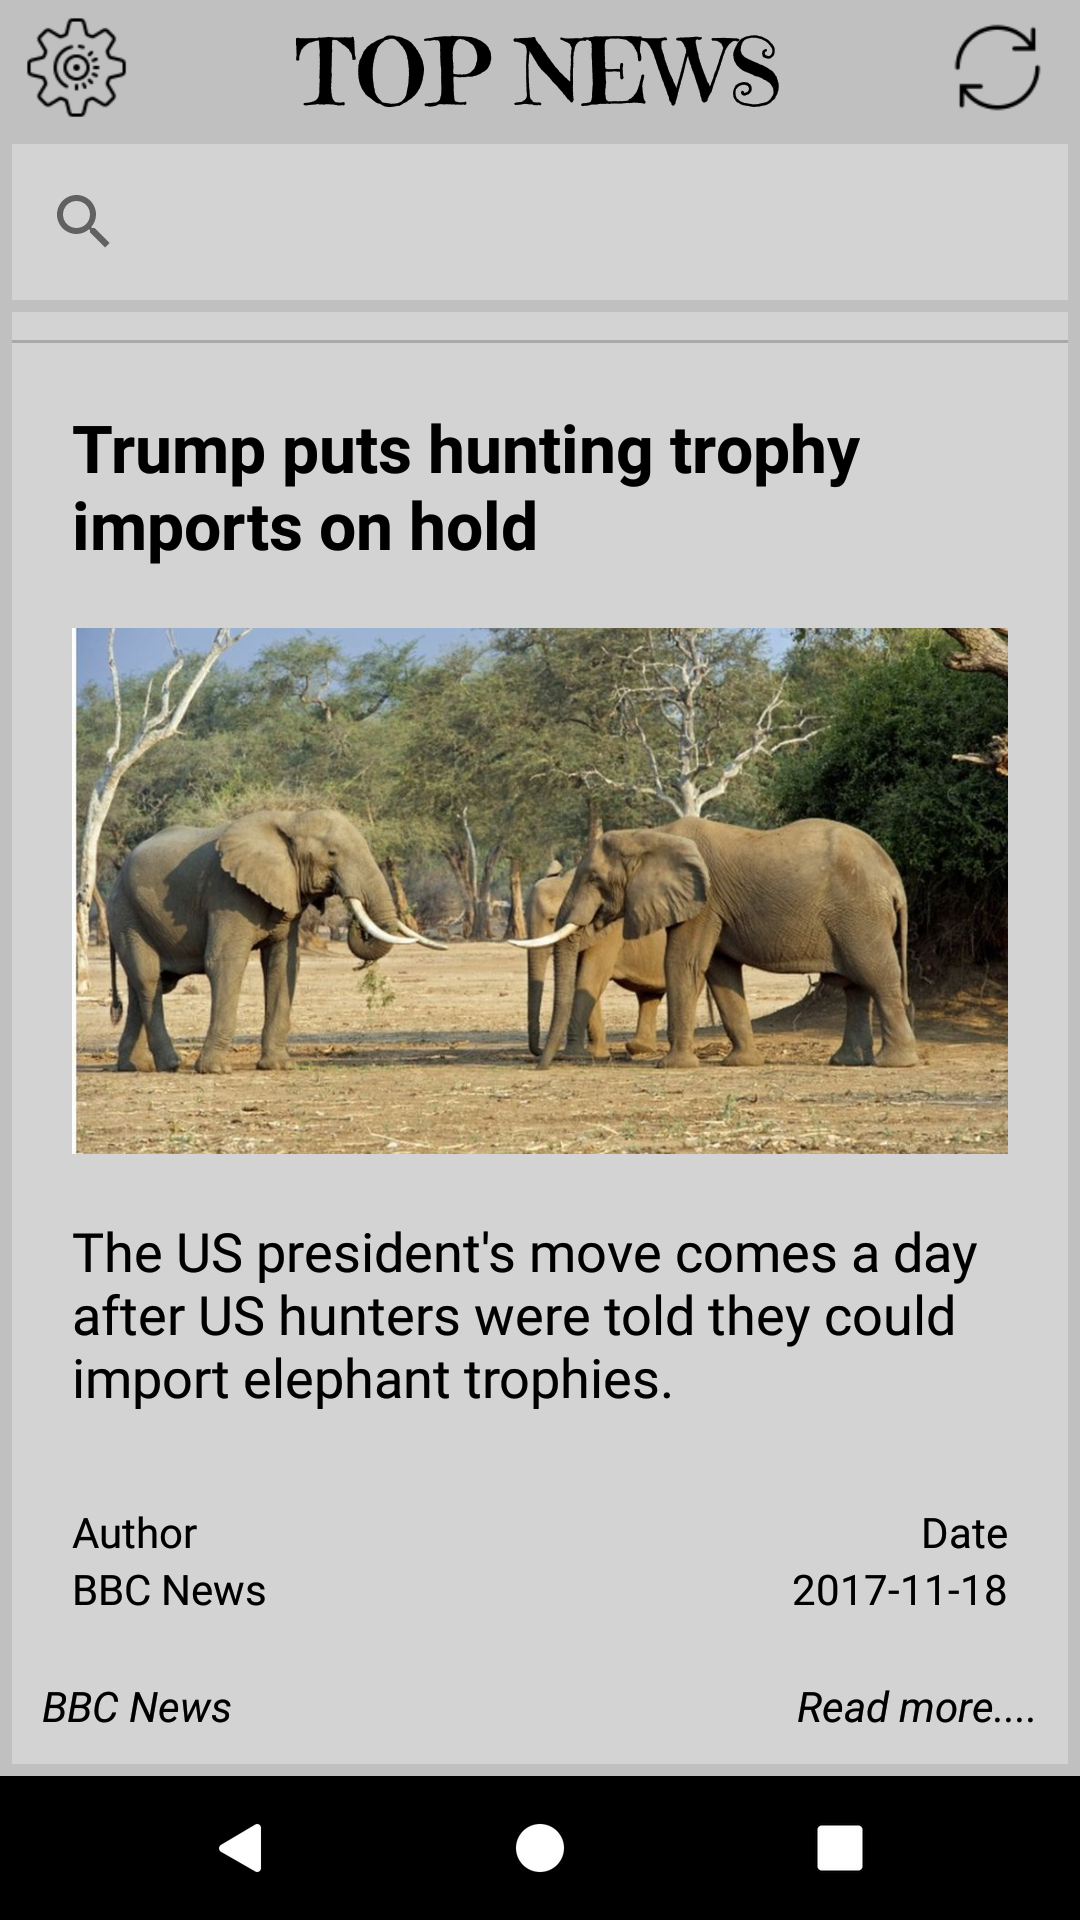 TOP NEWS
Trump puts hunting trophy
imports on hold
The US president's move comes a day
after US hunters were told they could
import elephant trophies.
Author
Date
BBC News
2017-11-18
BBC News
Read more....